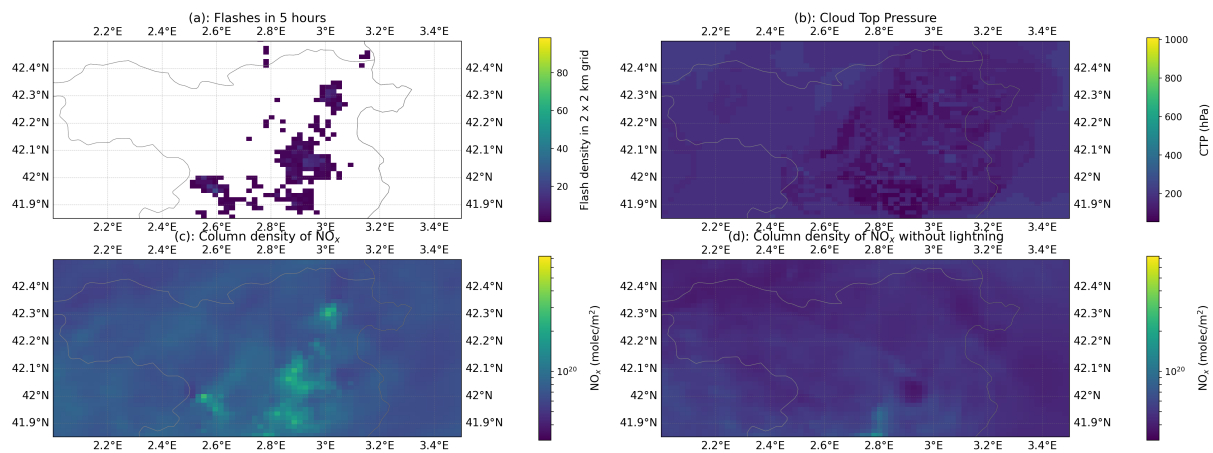 (a): Flashes in 5 hours
2.2°E 2.4°E 2.6°E 2.8°E 3°E 3.2°E 3.4°E
42.4°N 42.4°N
42.3°N 42.3°N
42.2°N 42.2°N
42.1°N 42.1°N
42°N 42°N
41.9°N 41.9°N
2.2°E 2.4°E 2.6°E 2.8°E 3°E 3.2°E 3.4°E
80
60
40
20
Flash density in 2 x 2 km grid
(b): Cloud Top Pressure
2.2°E 2.4°E 2.6°E 2.8°E 3°E 3.2°E 3.4°E
42.4°N 42.4°N
42.3°N 42.3°N
42.2°N 42.2°N
42.1°N 42.1°N
42°N 42°N
41.9°N 41.9°N
2.2°E 2.4°E 2.6°E 2.8°E 3°E 3.2°E 3.4°E
1000
800
600
400
200
CTP (hPa)
(c): Column density of NOₓ
2.2°E 2.4°E 2.6°E 2.8°E 3°E 3.2°E 3.4°E
42.4°N 42.4°N
42.3°N 42.3°N
42.2°N 42.2°N
42.1°N 42.1°N
42°N 42°N
41.9°N 41.9°N
2.2°E 2.4°E 2.6°E 2.8°E 3°E 3.2°E 3.4°E
10²⁰
NOₓ (molec/m²)
(d): Column density of NOₓ without lightning
2.2°E 2.4°E 2.6°E 2.8°E 3°E 3.2°E 3.4°E
42.4°N 42.4°N
42.3°N 42.3°N
42.2°N 42.2°N
42.1°N 42.1°N
42°N 42°N
41.9°N 41.9°N
2.2°E 2.4°E 2.6°E 2.8°E 3°E 3.2°E 3.4°E
10²⁰
NOₓ (molec/m²)